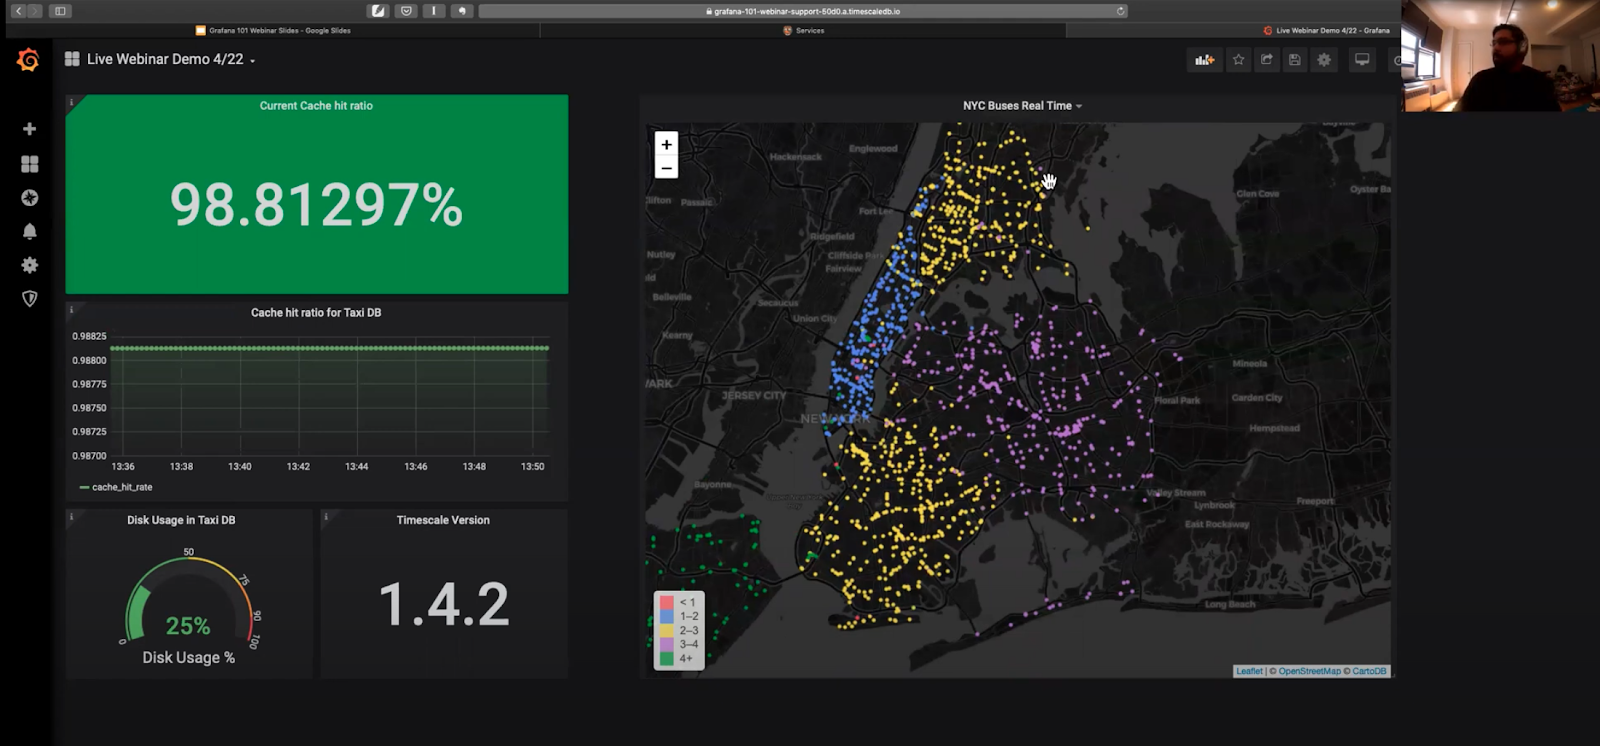 grafana-101-webinar-support-50d0.a.timescaledb.io
Grafana 101 Webinar Slides - Google Slides
Services
Live Webinar Demo 4/22 - Grafana
Live Webinar Demo 4/22
Current Cache hit ratio
98.81297%
Cache hit ratio for Taxi DB
0.98825
0.98800
0.98775
0.98750
0.98725
0.98700
13:36 13:38 13:40 13:42 13:44 13:46 13:48 13:50
cache_hit_rate
Disk Usage in Taxi DB
0 50 75 90 100
25%
Disk Usage %
Timescale Version
1.4.2
NYC Buses Real Time
+
−
Englewood
Hackensack
Glen Cove
Oyster Ba
lifton Passaic
Fort Lee
Ridgefield
Nutley
Cliffside Park
Fairview
Belleville
Secaucus
Union City
Kearny
Mineola
ARK
JERSEY CITY
Floral Park
Garden City
NEW YORK
Hempstead
Bayonne
Valley Stream
Freeport
Lynbrook
East Rockaway
Long Beach
< 1
1–2
2–3
3–4
4+
Leaflet | © OpenStreetMap © CartoDB